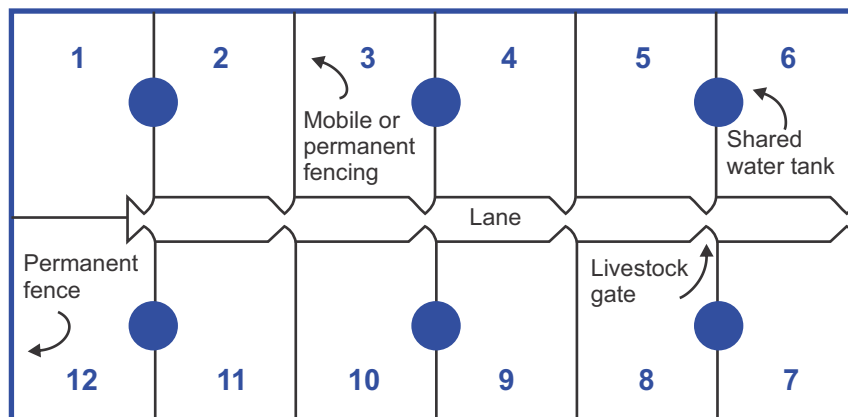 1
2
3
4
5
6
Mobile or
permanent
fencing
Shared
water tank
Lane
Permanent
fence
Livestock
gate
12
11
10
9
8
7